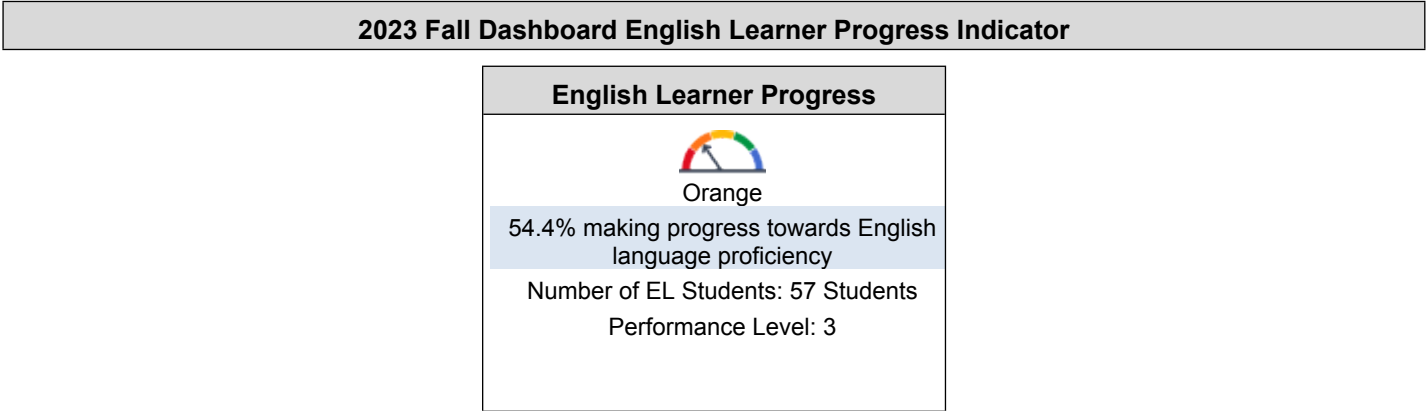 2023 Fall Dashboard English Learner Progress Indicator
English Learner Progress
Orange
54.4% making progress towards English
language proficiency
Number of EL Students: 57 Students
Performance Level: 3